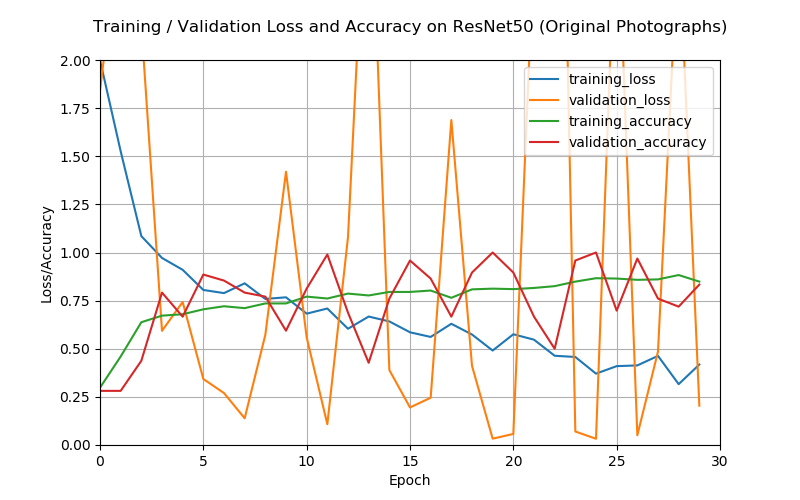 Training / Validation Loss and Accuracy on ResNet50 (Original Photographs)
2.00
1.75
1.50
1.25
1.00
0.75
0.50
0.25
0.00
Loss/Accuracy
training_loss
validation_loss
training_accuracy
validation_accuracy
0 5 10 15 20 25 30
Epoch